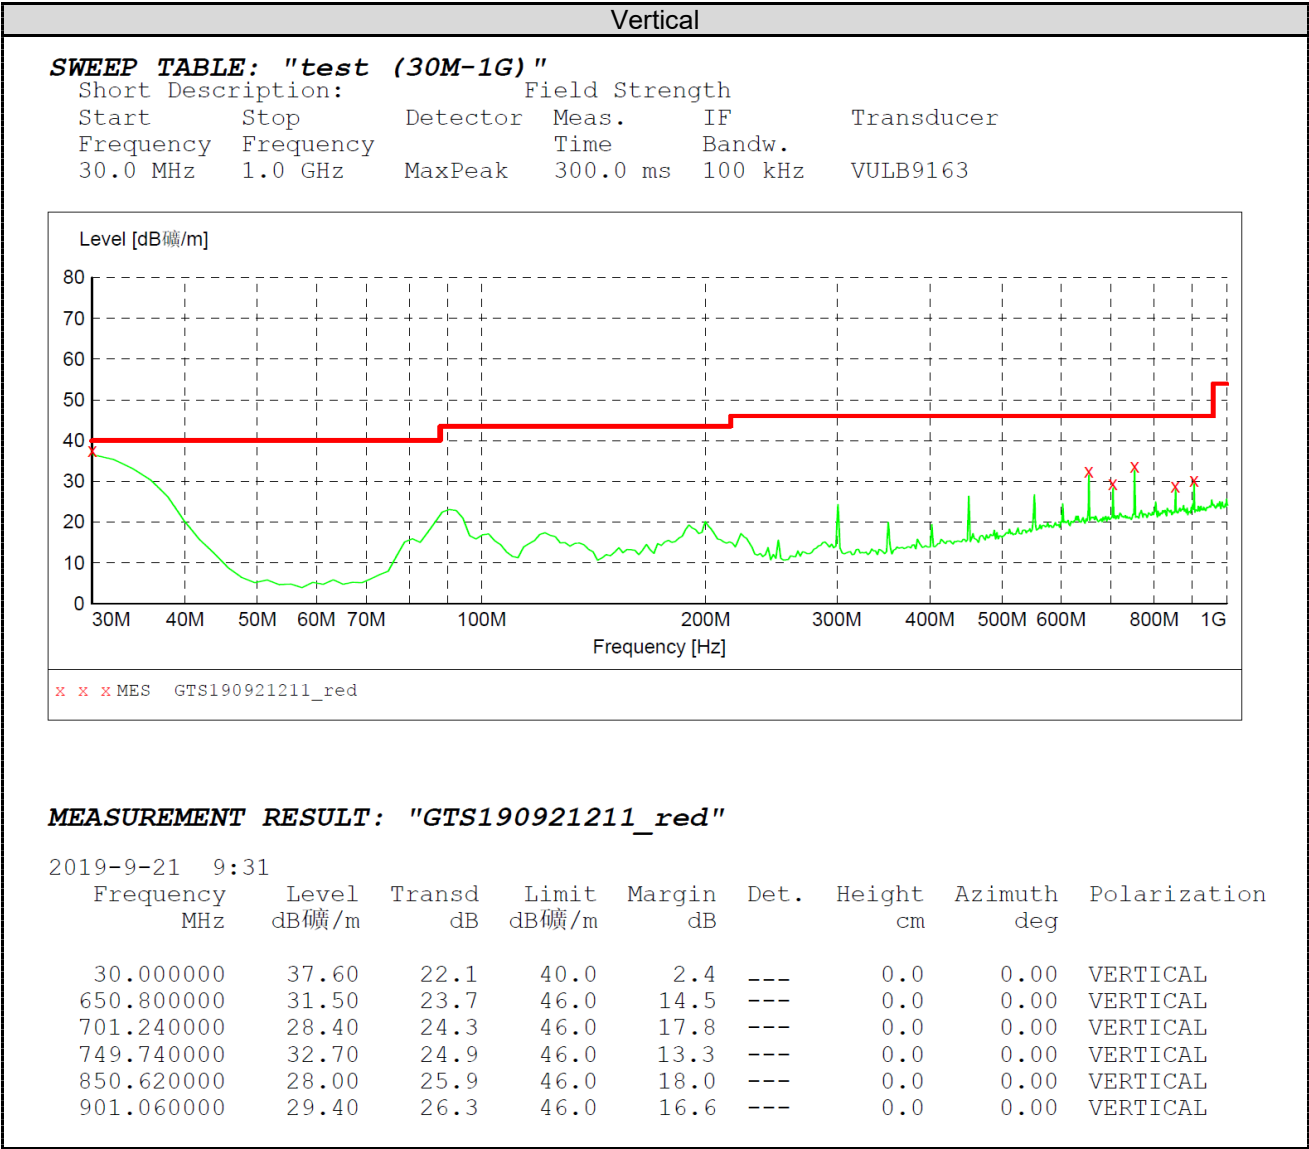 Vertical
SWEEP TABLE: "test (30M-1G)"
Short Description: Field Strength
Start Stop Detector Meas. IF Transducer
Frequency Frequency Time Bandw.
30.0 MHz 1.0 GHz MaxPeak 300.0 ms 100 kHz VULB9163
Level [dB礦/m]
80
70
60
50
40
30
20
10
0
30M 40M 50M 60M 70M 100M 200M 300M 400M 500M 600M 800M 1G
Frequency [Hz]
x x x MES GTS190921211_red
MEASUREMENT RESULT: "GTS190921211_red"
2019-9-21 9:31
Frequency Level Transd Limit Margin Det. Height Azimuth Polarization
MHz dB礦/m dB dB礦/m dB cm deg
30.000000 37.60 22.1 40.0 2.4 --- 0.0 0.00 VERTICAL
650.800000 31.50 23.7 46.0 14.5 --- 0.0 0.00 VERTICAL
701.240000 28.40 24.3 46.0 17.8 --- 0.0 0.00 VERTICAL
749.740000 32.70 24.9 46.0 13.3 --- 0.0 0.00 VERTICAL
850.620000 28.00 25.9 46.0 18.0 --- 0.0 0.00 VERTICAL
901.060000 29.40 26.3 46.0 16.6 --- 0.0 0.00 VERTICAL